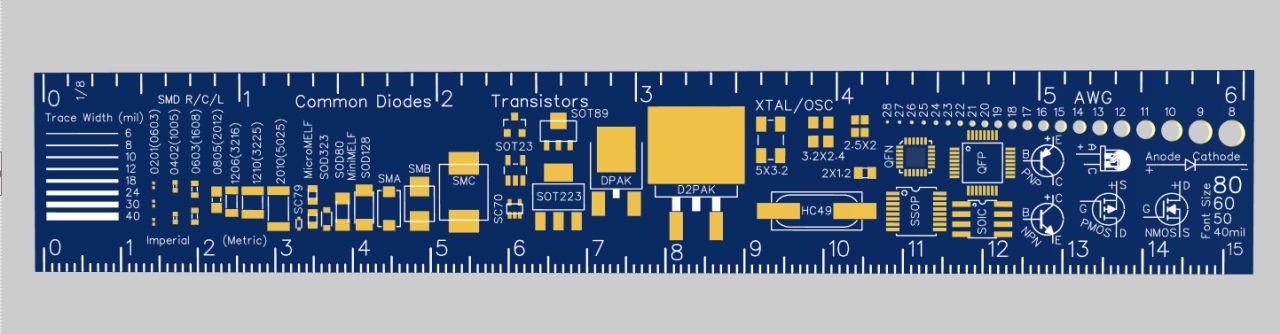 0 1/8 1 2 3 4 5 6
SMD R/C/L
Common Diodes
Transistors
XTAL/OSC
AWG
Trace Width (mil)
6
8
10
12
18
24
30
40
0201(0603)
0402(1005)
0603(1608)
0805(2012)
1206(3216)
1210(3225)
2010(5025)
Imperial (Metric)
SC79
MicroMELF
SOD323
SOD80
MiniMELF
SOD128
SMA
SMB
SMC
SOT23
SC70
SOT89
SOT223
DPAK
D2PAK
5X3.2
3.2X2.4
2.5X2
2X1.2
HC49
28 27 26 25 24 23 22 21 20 19 18 17 16 15 14 13 12 11 10 9 8
QFN
QFP
SSOP
SOIC
B E C
PNP
B C E
NPN
A C
G S D
PMOS
G D S
NMOS
Anode Cathode
+ -
Font Size
80
60
50
40mil
0 1 2 3 4 5 6 7 8 9 10 11 12 13 14 15